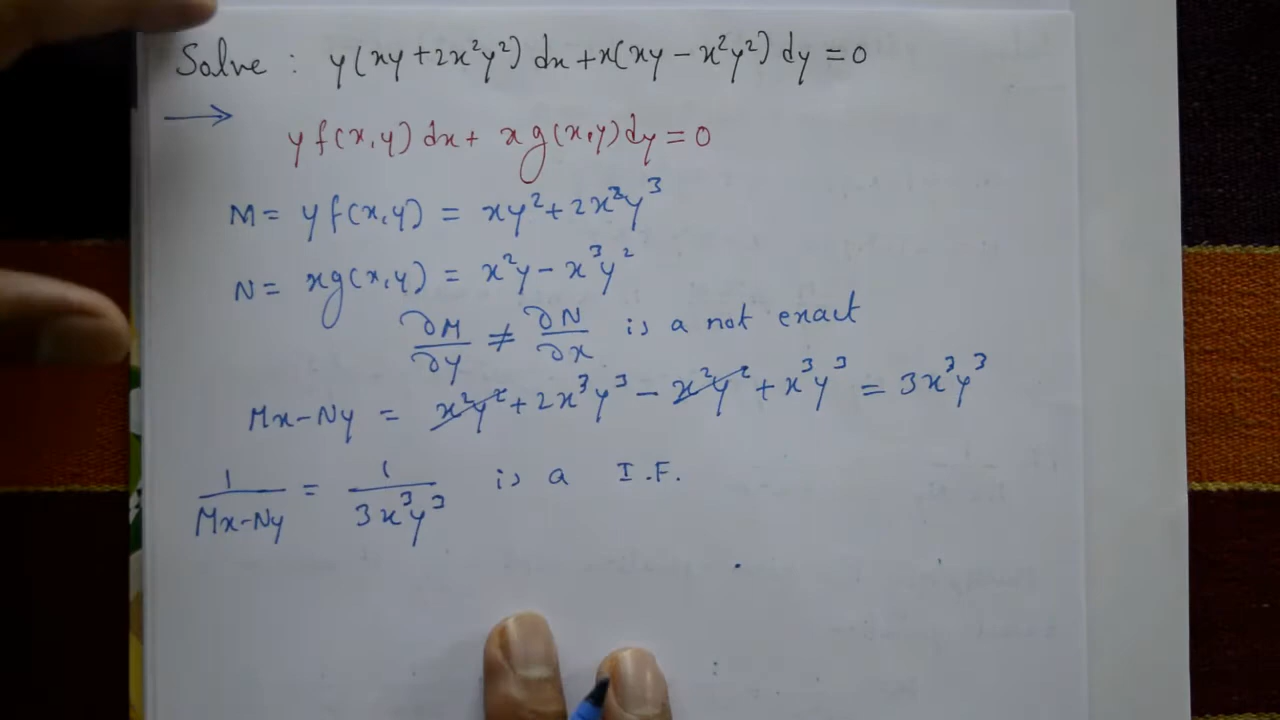 Solve : y(xy + 2x²y²) dx + x(xy − x²y²) dy = 0
y f(x,y) dx + x g(x,y) dy = 0
M = y f(x,y) = xy² + 2x²y³
N = x g(x,y) = x²y − x³y²
∂M/∂y ≠ ∂N/∂x is a not exact
Mx − Ny = x²y² + 2x³y³ − x²y² + x³y³ = 3x³y³
1/(Mx − Ny) = 1/(3x³y³) is a I.F.